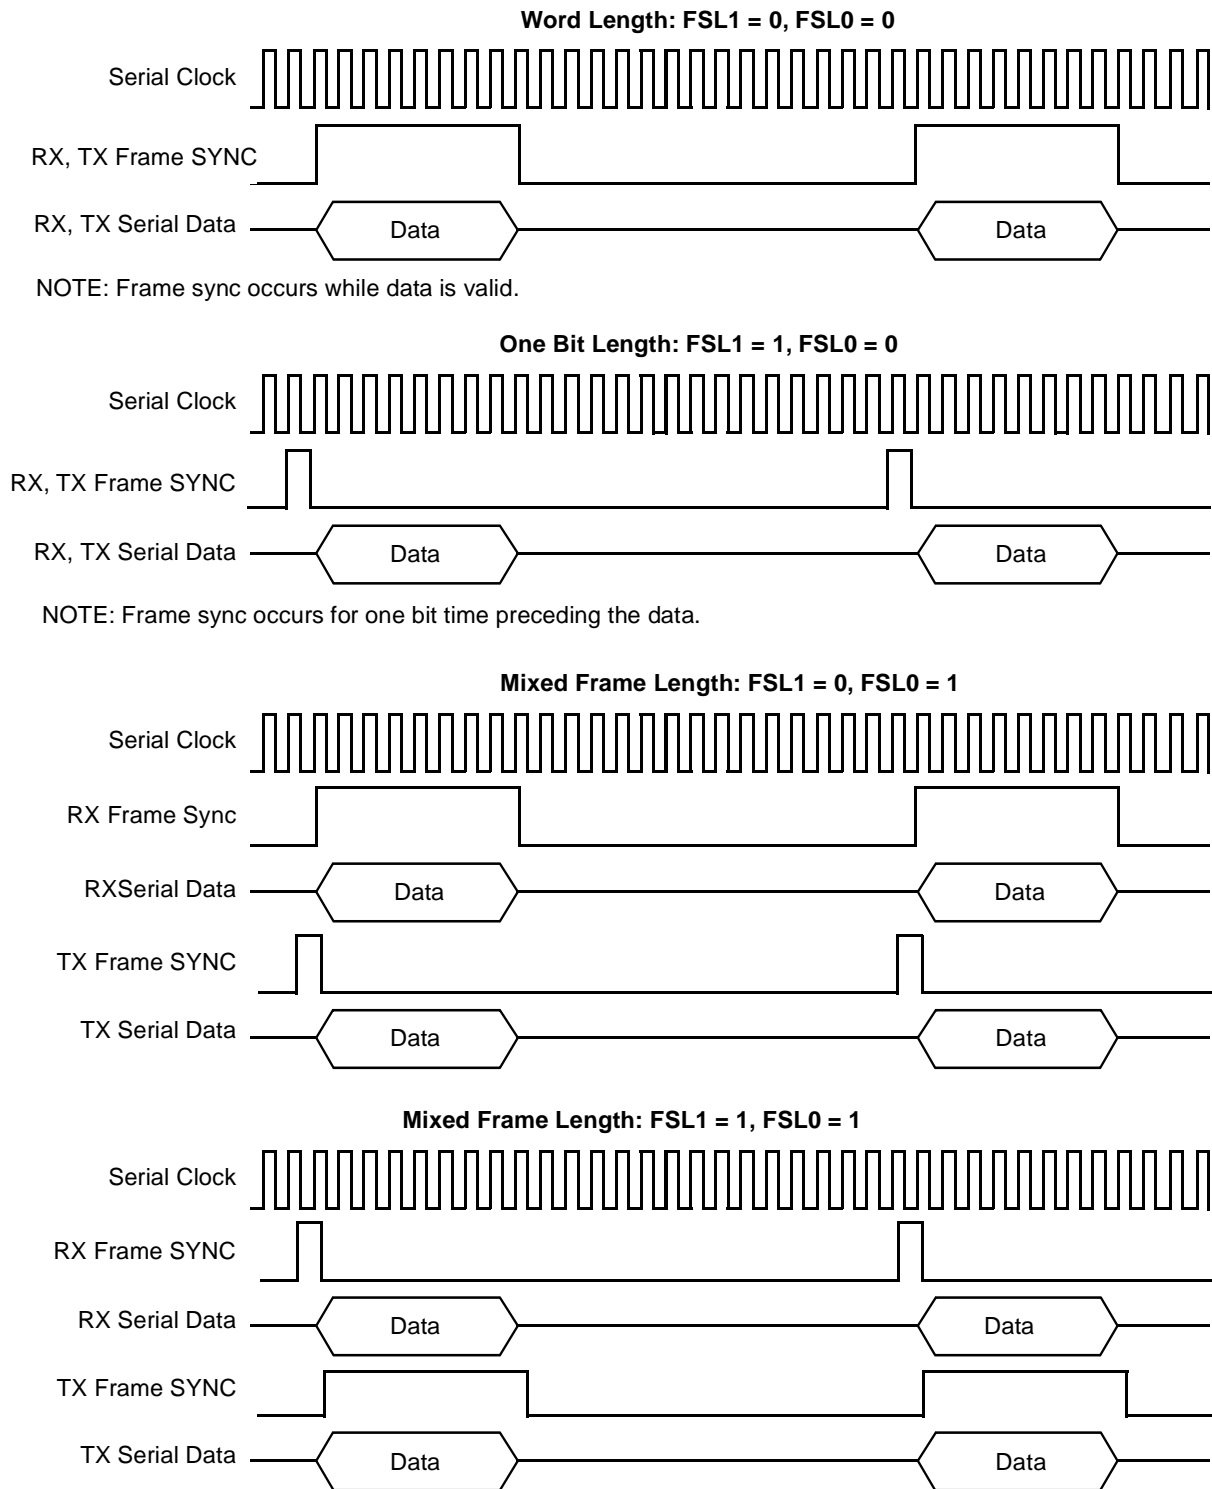 Word Length: FSL1 = 0, FSL0 = 0
Serial Clock
RX, TX Frame SYNC
RX, TX Serial Data
Data
Data
NOTE: Frame sync occurs while data is valid.
One Bit Length: FSL1 = 1, FSL0 = 0
Serial Clock
RX, TX Frame SYNC
RX, TX Serial Data
Data
Data
NOTE: Frame sync occurs for one bit time preceding the data.
Mixed Frame Length: FSL1 = 0, FSL0 = 1
Serial Clock
RX Frame Sync
RXSerial Data
Data
Data
TX Frame SYNC
TX Serial Data
Data
Data
Mixed Frame Length: FSL1 = 1, FSL0 = 1
Serial Clock
RX Frame SYNC
RX Serial Data
Data
Data
TX Frame SYNC
TX Serial Data
Data
Data